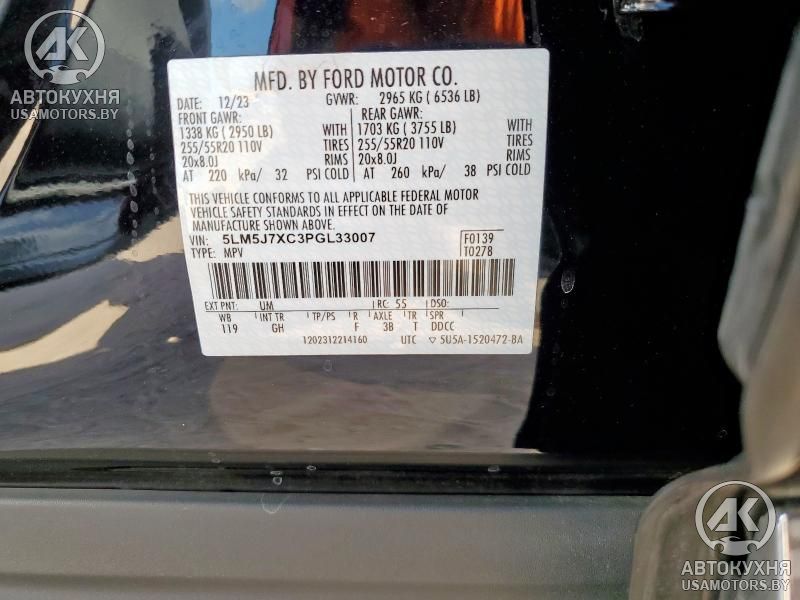 АК
АВТОКУХНЯ
USAMOTORS.BY
MFD. BY FORD MOTOR CO.
DATE: 12/23 GVWR: 2965 KG ( 6536 LB)
FRONT GAWR: REAR GAWR:
1338 KG ( 2950 LB) WITH 1703 KG ( 3755 LB) WITH
255/55R20 110V TIRES 255/55R20 110V TIRES
20x8.0J RIMS 20x8.0J RIMS
AT 220 kPa/ 32 PSI COLD AT 260 kPa/ 38 PSI COLD
THIS VEHICLE CONFORMS TO ALL APPLICABLE FEDERAL MOTOR
VEHICLE SAFETY STANDARDS IN EFFECT ON THE DATE OF
MANUFACTURE SHOWN ABOVE.
VIN: 5LM5J7XC3PGL33007 F0139
TYPE: MPV T0278
EXT PNT: UM RC: 55 DSO:
WB INT TR TP/PS R AXLE TR SPR
119 GH F 3B T DDCC
1202312214160 UTC ▽ 5U5A-1520472-BA
АК
АВТОКУХНЯ
USAMOTORS.BY